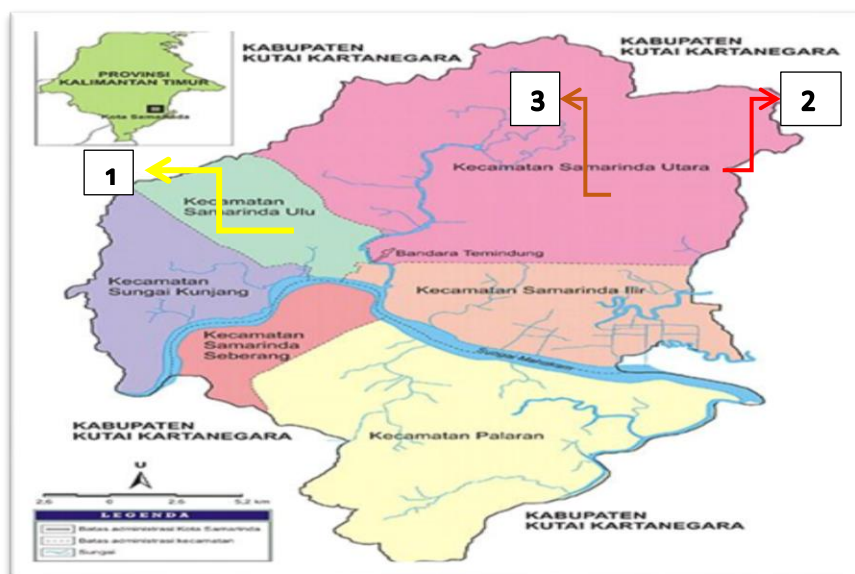 KABUPATEN
KUTAI KARTANEGARA
KABUPATEN
KUTAI KARTANEGARA
PROVINSI
KALIMANTAN TIMUR
Kota Samarinda
3
2
1
Kecamatan Samarinda Utara
Kecamatan
Samarinda Ulu
Bandara Temindung
Kecamatan
Sungai Kunjang
Kecamatan Samarinda Ilir
Kecamatan
Samarinda
Seberang
Sungai Mahakam
KABUPATEN
KUTAI KARTANEGARA
Kecamatan Palaran
U
2.6 0 2.6 5.2 km
LEGENDA
Batas administrasi Kota Samarinda
Batas administrasi kecamatan
Sungai
KABUPATEN
KUTAI KARTANEGARA